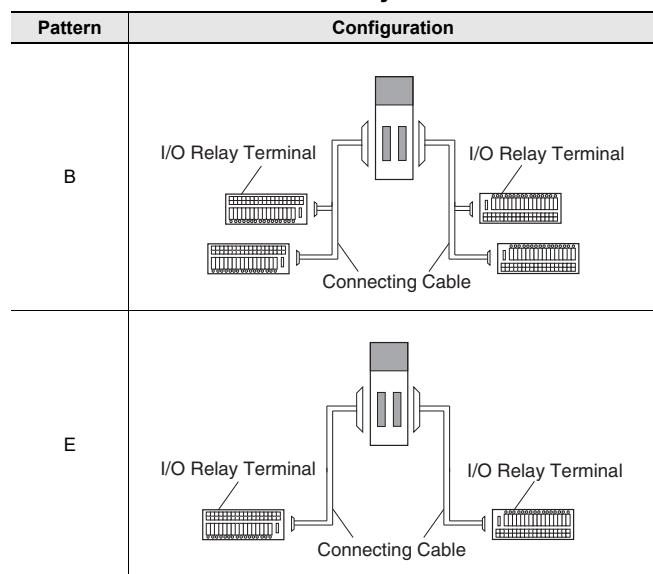 Pattern Configuration
B
I/O Relay Terminal I/O Relay Terminal
Connecting Cable
E
I/O Relay Terminal I/O Relay Terminal
Connecting Cable